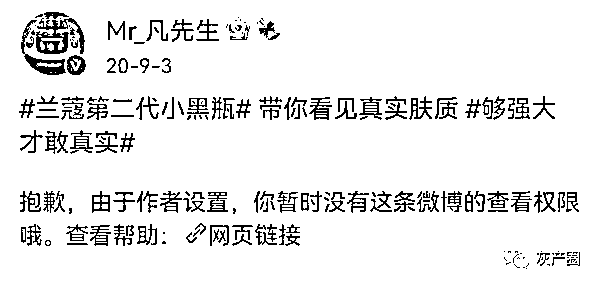 Mr_凡先生
20-9-3
#兰蔻第二代小黑瓶# 带你看见真实肤质 #够强大
才敢真实#
抱歉，由于作者设置，你暂时没有这条微博的查看权限
哦。查看帮助：网页链接
灰产圈